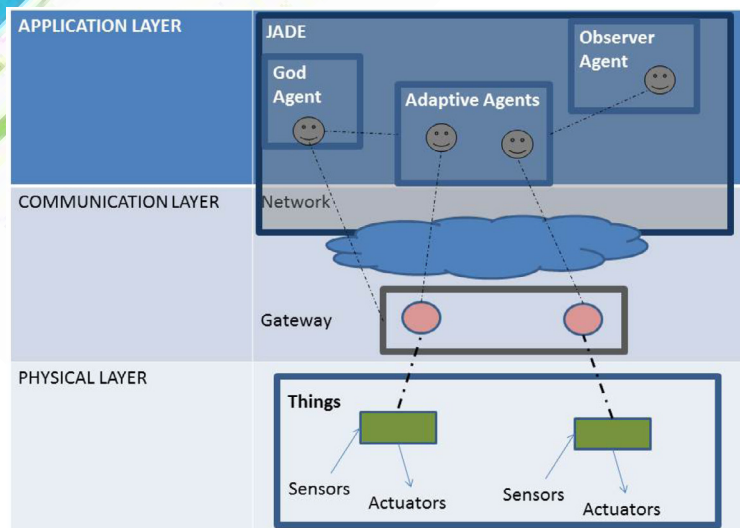 APPLICATION LAYER
JADE
God
Agent
Adaptive Agents
Observer
Agent
COMMUNICATION LAYER
Network
Gateway
PHYSICAL LAYER
Things
Sensors
Actuators
Sensors
Actuators